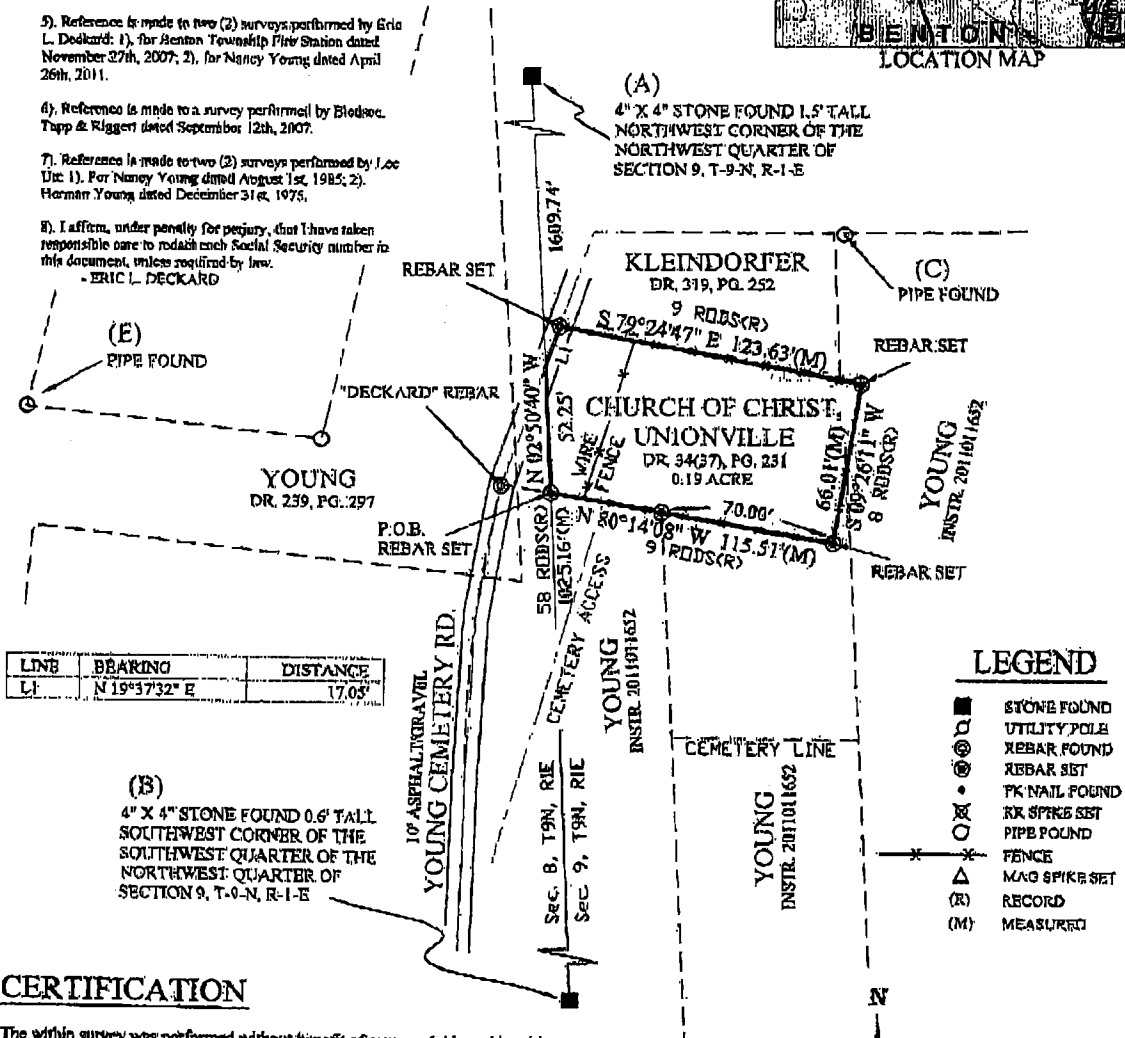 5). Reference is made to two (2) surveys performed by Eric
L. Deckard: 1), for Benton Township Fire Station dated
November 27th, 2007; 2), for Nancy Young dated April
26th, 2011.
6). Reference is made to a survey performed by Bledsoe,
Tapp & Riggert dated September 12th, 2007.
7). Reference is made to two (2) surveys performed by Lee
Utt: 1). For Nancy Young dated August 1st, 1985; 2).
Herman Young dated December 31st, 1975.
8). I affirm, under penalty for perjury, that I have taken
responsible care to redact each Social Security number in
this document, unless required by law.
- ERIC L. DECKARD
BENTON
LOCATION MAP
(A)
4" X 4" STONE FOUND 1.5' TALL
NORTHWEST CORNER OF THE
NORTHWEST QUARTER OF
SECTION 9, T-9-N, R-1-E
1609.74'
REBAR SET
KLEINDORFER
DR. 319, PG. 252
9 RODS(R)
S 79°24'47" E 123.63'(M)
(C)
PIPE FOUND
REBAR SET
(E)
PIPE FOUND
"DECKARD" REBAR
L1
N 02°50'40" W
52.25'
WIRE
FENCE
CHURCH OF CHRIST,
UNIONVILLE
DR. 34(37), PG. 231
0.19 ACRE
66.01'(M)
S 09°26'11" W
8 RODS(R)
YOUNG
INSTR. 2011011652
YOUNG
DR. 239, PG. 297
P.O.B.
REBAR SET
70.00'
N 80°14'08" W 115.51'(M)
9 RODS(R)
REBAR SET
58 RODS(R)
1025.16'(M)
CEMETERY ACCESS
YOUNG
INSTR. 2011011652
LINE BEARING DISTANCE
L1 N 19°37'32" E 17.05'
10' ASPHALT/GRAVEL
YOUNG CEMETERY RD.
CEMETERY LINE
YOUNG
INSTR. 2011011652
Sec. 8, T9N, R1E
Sec. 9, T9N, R1E
(B)
4" X 4" STONE FOUND 0.6' TALL
SOUTHWEST CORNER OF THE
SOUTHWEST QUARTER OF THE
NORTHWEST QUARTER OF
SECTION 9, T-9-N, R-1-E
LEGEND
STONE FOUND
UTILITY POLE
REBAR FOUND
REBAR SET
PK NAIL FOUND
RR SPIKE SET
PIPE FOUND
FENCE
MAG SPIKE SET
(R) RECORD
(M) MEASURED
N
CERTIFICATION
The within survey was performed without benefit of